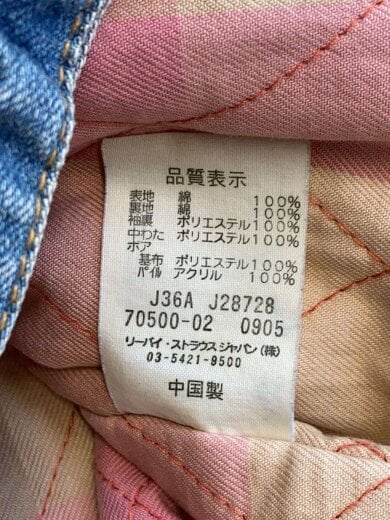 品質表示
表地 綿 100%
裏地 綿 100%
袖裏 ポリエステル 100%
中わた ポリエステル 100%
ボア
基布 ポリエステル 100%
パイル アクリル 100%
J36A J28728
70500-02 0905
リーバイ・ストラウスジャパン(株)
03-5421-9500
中国製